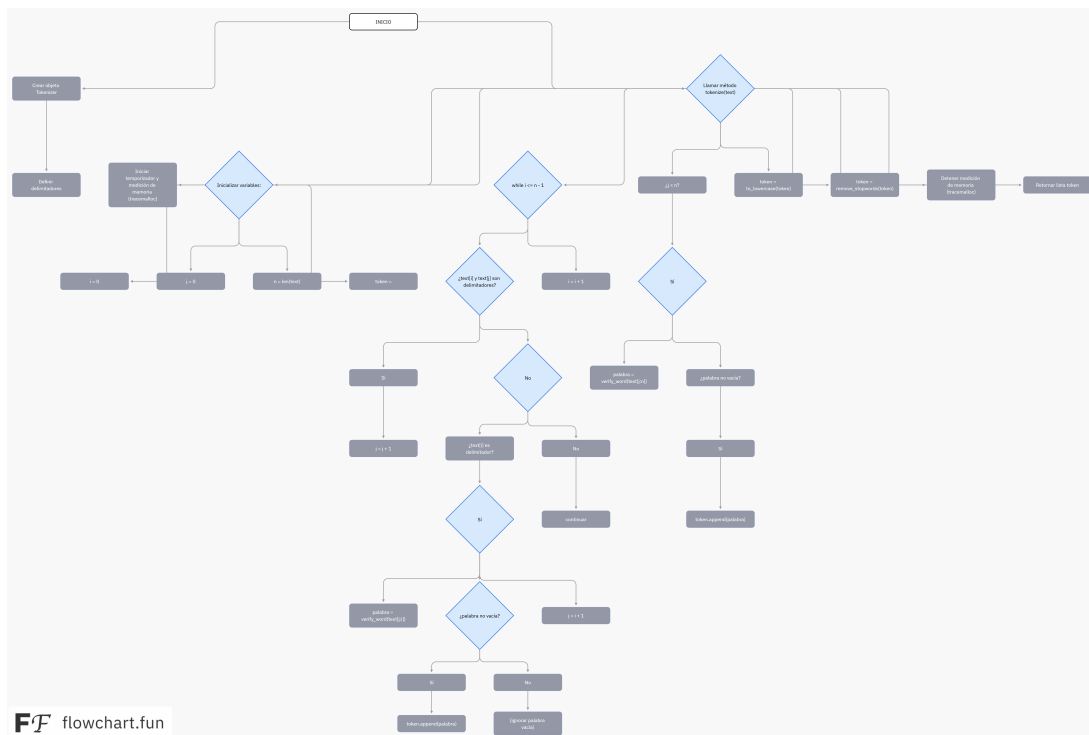 INICIO
Crear objeto
Tokenizer
Llamar método
tokenize(text)
Definir
delimitadores
Iniciar
temporizador y
medición de
memoria
(tracemalloc)
Inicializar variables:
while i <= n - 1
¿j < n?
token =
to_lowercase(token)
token =
remove_stopwords(token)
Detener medición
de memoria
(tracemalloc)
Retornar lista token
i = 0
j = 0
n = len(text)
token =
¿text[i] y text[j] son
delimitadores?
i = i + 1
Sí
Sí
No
palabra =
verify_word(text[j:n])
¿palabra no vacía?
j = j + 1
¿text[i] es
delimitador?
No
Sí
Sí
continuar
token.append(palabra)
palabra =
verify_word(text[j:i])
¿palabra no vacía?
j = i + 1
Sí
No
token.append(palabra)
(ignorar palabra
vacía)
FF flowchart.fun